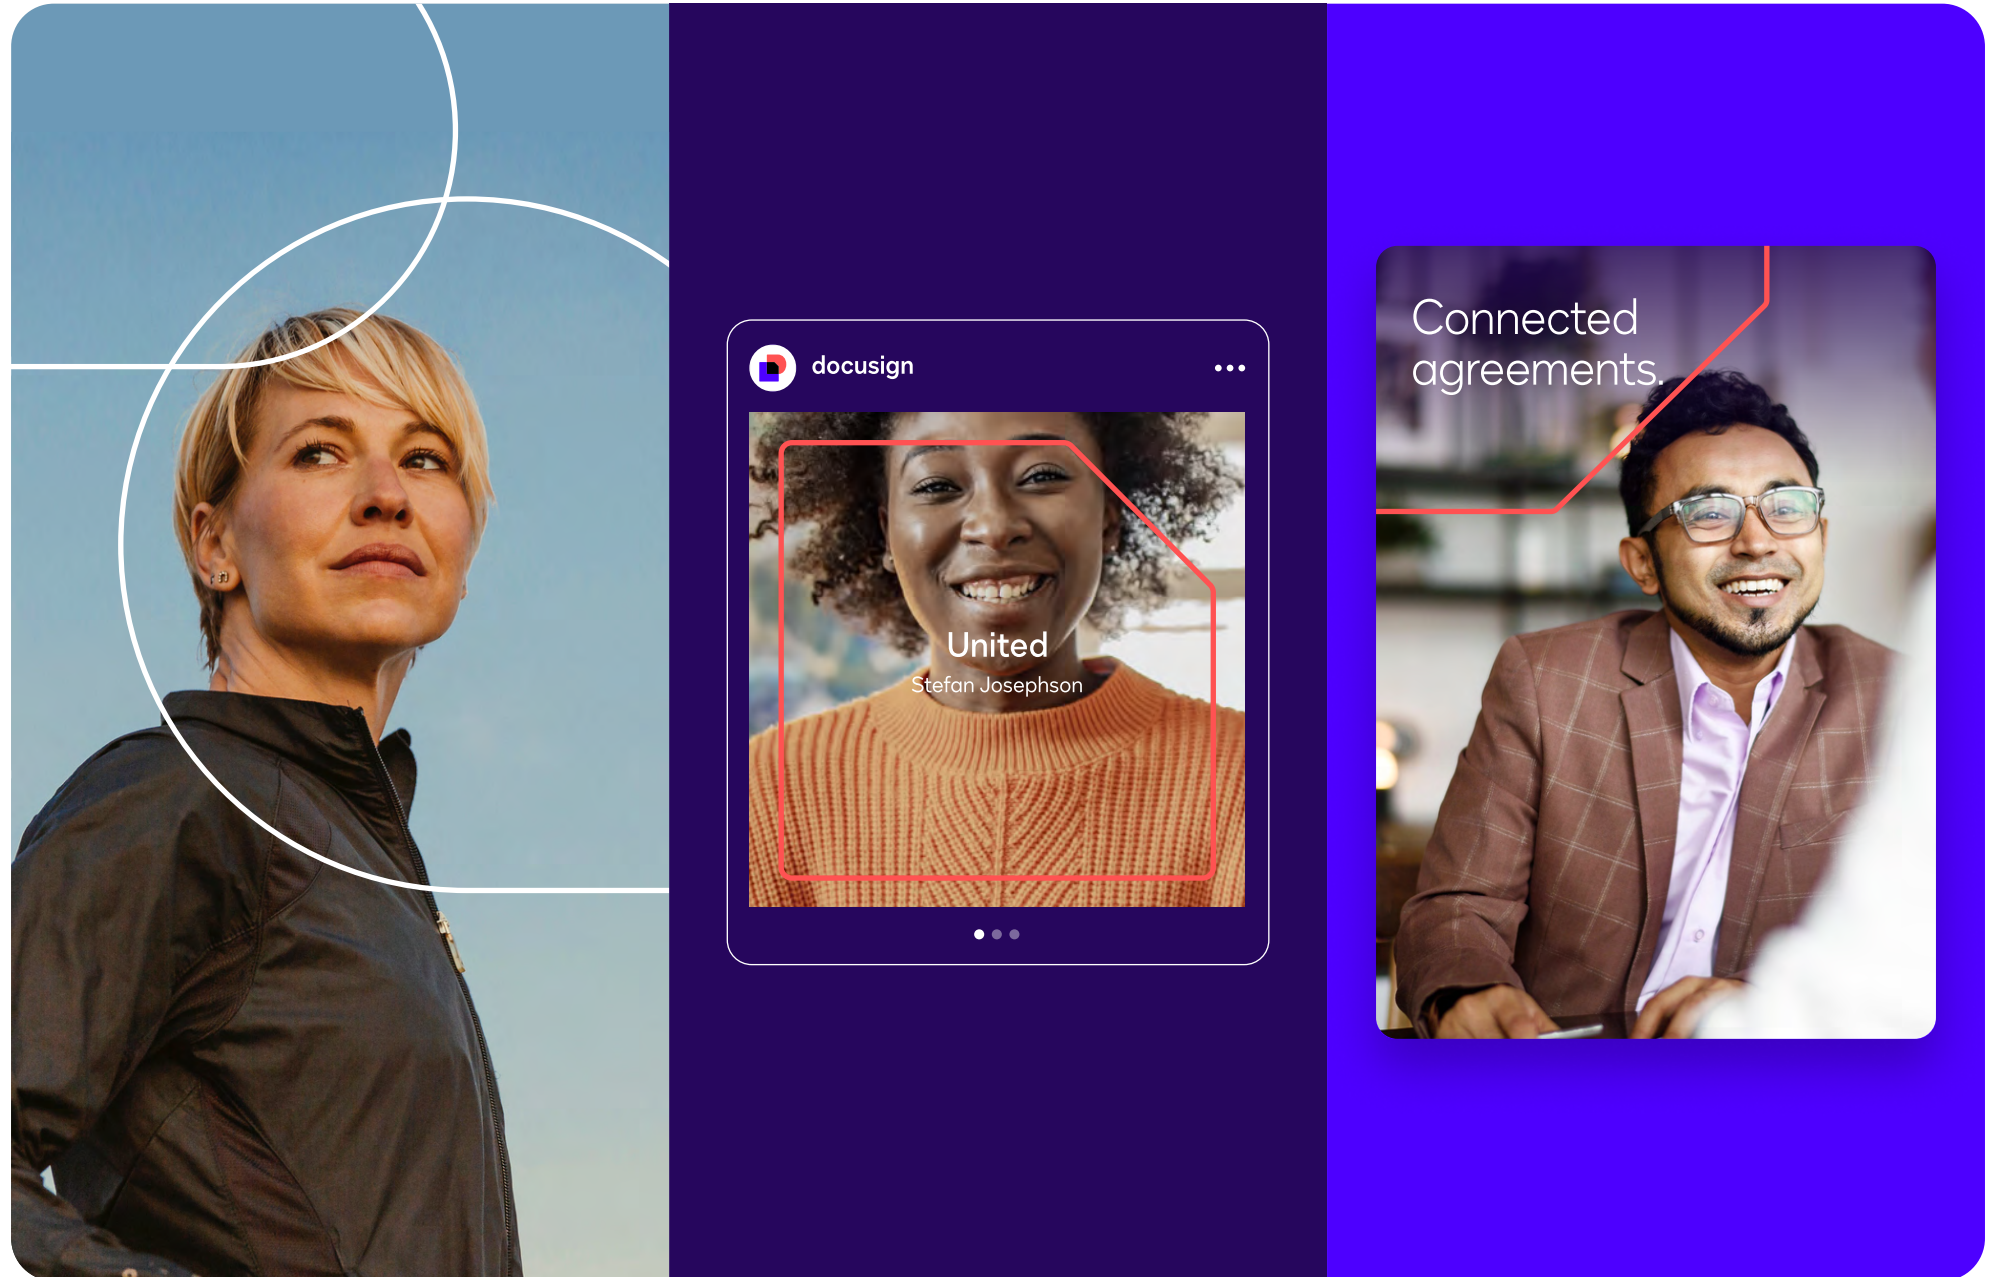 docusign
United
Stefan Josephson
Connected
agreements.